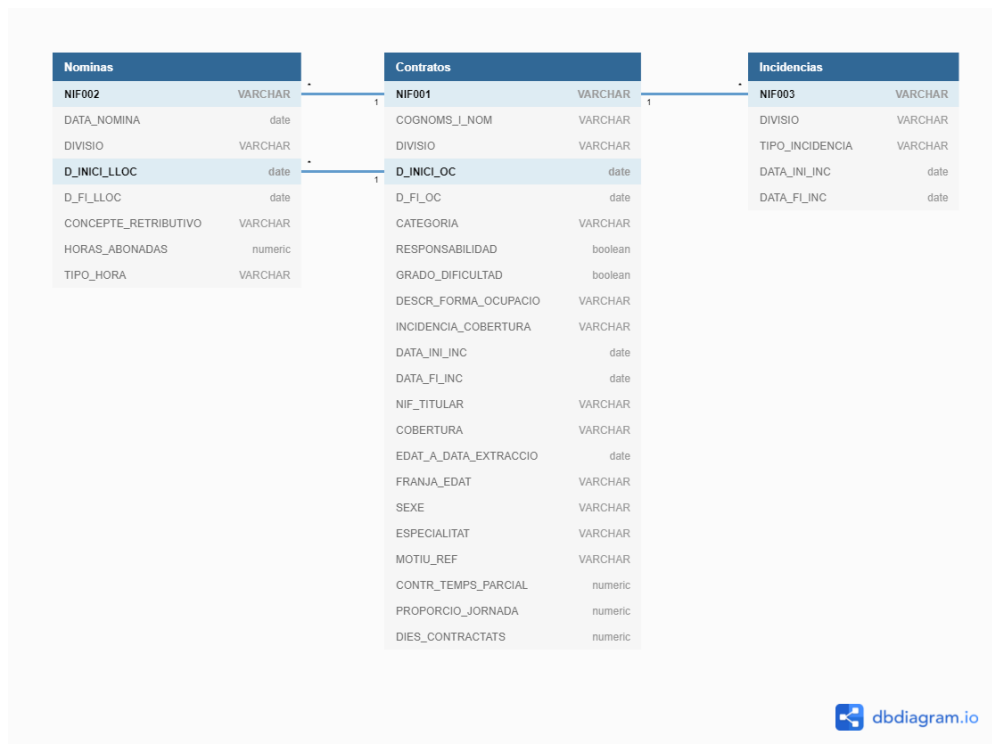 Nominas
NIF002 VARCHAR
DATA_NOMINA date
DIVISIO VARCHAR
D_INICI_LLOC date
D_FI_LLOC date
CONCEPTE_RETRIBUTIVO VARCHAR
HORAS_ABONADAS numeric
TIPO_HORA VARCHAR
*
1
*
1
Contratos
NIF001 VARCHAR
COGNOMS_I_NOM VARCHAR
DIVISIO VARCHAR
D_INICI_OC date
D_FI_OC date
CATEGORIA VARCHAR
RESPONSABILIDAD boolean
GRADO_DIFICULTAD boolean
DESCR_FORMA_OCUPACIO VARCHAR
INCIDENCIA_COBERTURA VARCHAR
DATA_INI_INC date
DATA_FI_INC date
NIF_TITULAR VARCHAR
COBERTURA VARCHAR
EDAT_A_DATA_EXTRACCIO date
FRANJA_EDAT VARCHAR
SEXE VARCHAR
ESPECIALITAT VARCHAR
MOTIU_REF VARCHAR
CONTR_TEMPS_PARCIAL numeric
PROPORCIO_JORNADA numeric
DIES_CONTRACTATS numeric
1
*
Incidencias
NIF003 VARCHAR
DIVISIO VARCHAR
TIPO_INCIDENCIA VARCHAR
DATA_INI_INC date
DATA_FI_INC date
dbdiagram.io